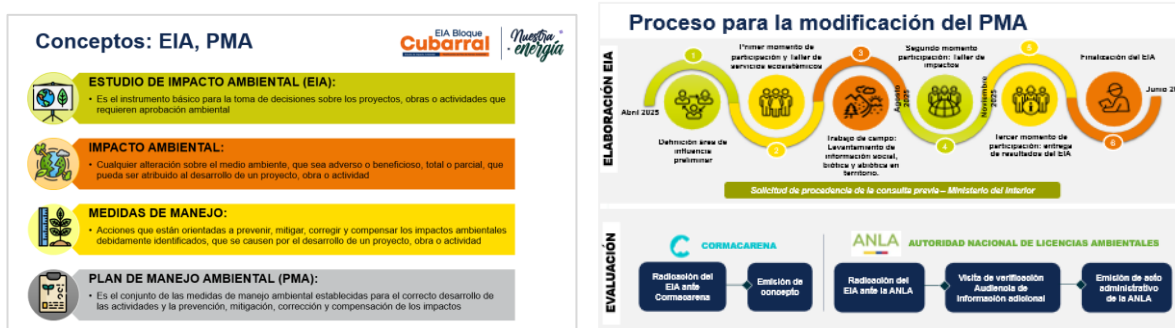 Conceptos: EIA, PMA
EIA Bloque
Cubarral
Nuestra
energía
ESTUDIO DE IMPACTO AMBIENTAL (EIA):
• Es el instrumento básico para la toma de decisiones sobre los proyectos, obras o actividades que
requieren aprobación ambiental
IMPACTO AMBIENTAL:
• Cualquier alteración sobre el medio ambiente, que sea adverso o beneficioso, total o parcial, que
pueda ser atribuido al desarrollo de un proyecto, obra o actividad
MEDIDAS DE MANEJO:
• Acciones que están orientadas a prevenir, mitigar, corregir y compensar los impactos ambientales
debidamente identificados, que se causen por el desarrollo de un proyecto, obra o actividad
PLAN DE MANEJO AMBIENTAL (PMA):
• Es el conjunto de las medidas de manejo ambiental establecidas para el correcto desarrollo de
las actividades y la prevención, mitigación, corrección y compensación de los impactos
Proceso para la modificación del PMA
ELABORACIÓN EIA
Abril 2025
1
Definición área de
influencia
preliminar
Primer momento de
participación y Taller de
servicios ecosistémicos
2
3
Trabajo de campo:
Levantamiento de
información social,
biótica y abiótica en
territorio.
Agosto
2025
Segundo momento
participación: Taller de
impactos
4
Noviembre
2025
5
Tercer momento de
participación: entrega
de resultados del EIA
Finalización del EIA
6
Junio
Solicitud de procedencia de la consulta previa – Ministerio del Interior
EVALUACIÓN
CORMACARENA
Radicación del
EIA ante
Cormacarena
Emisión de
concepto
ANLA
AUTORIDAD NACIONAL DE LICENCIAS AMBIENTALES
Radicación del
EIA ante la ANLA
Visita de verificación
Audiencia de
Información adicional
Emisión de acto
administrativo
de la ANLA